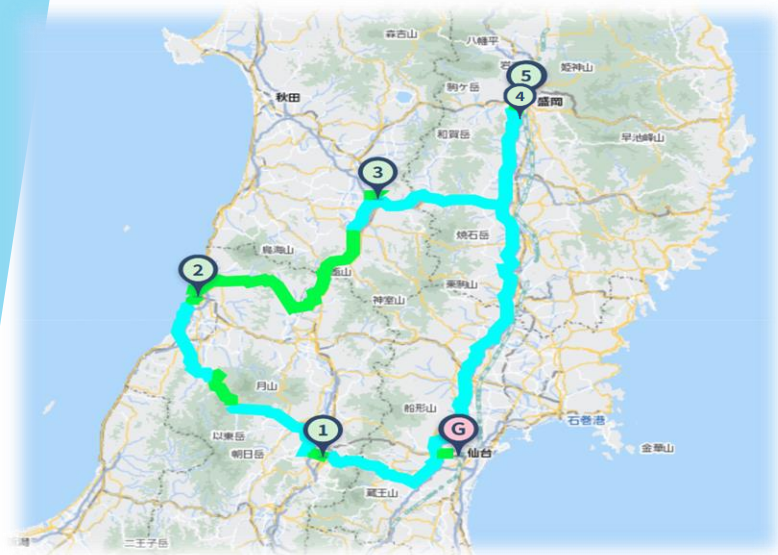 森吉山
八幡平
5
岩
姫神山
駒ケ岳
4
盛岡
秋田
和賀岳
早池峰山
3
焼石岳
鳥海山
2
栗駒山
神室山
月山
船形山
1
G
石巻港
以東岳
朝日岳
仙台
金華山
蔵王山
二王子岳